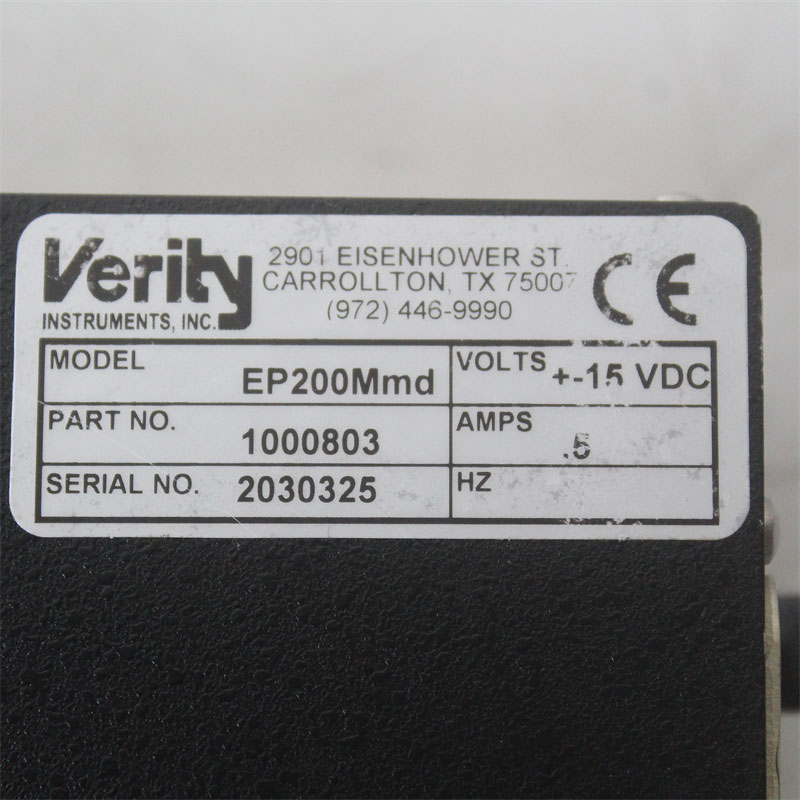 Verity
INSTRUMENTS, INC.
2901 EISENHOWER ST.
CARROLLTON, TX 75007
(972) 446-9990
CE
MODEL EP200Mmd
VOLTS +-15 VDC
PART NO. 1000803
AMPS .5
SERIAL NO. 2030325
HZ